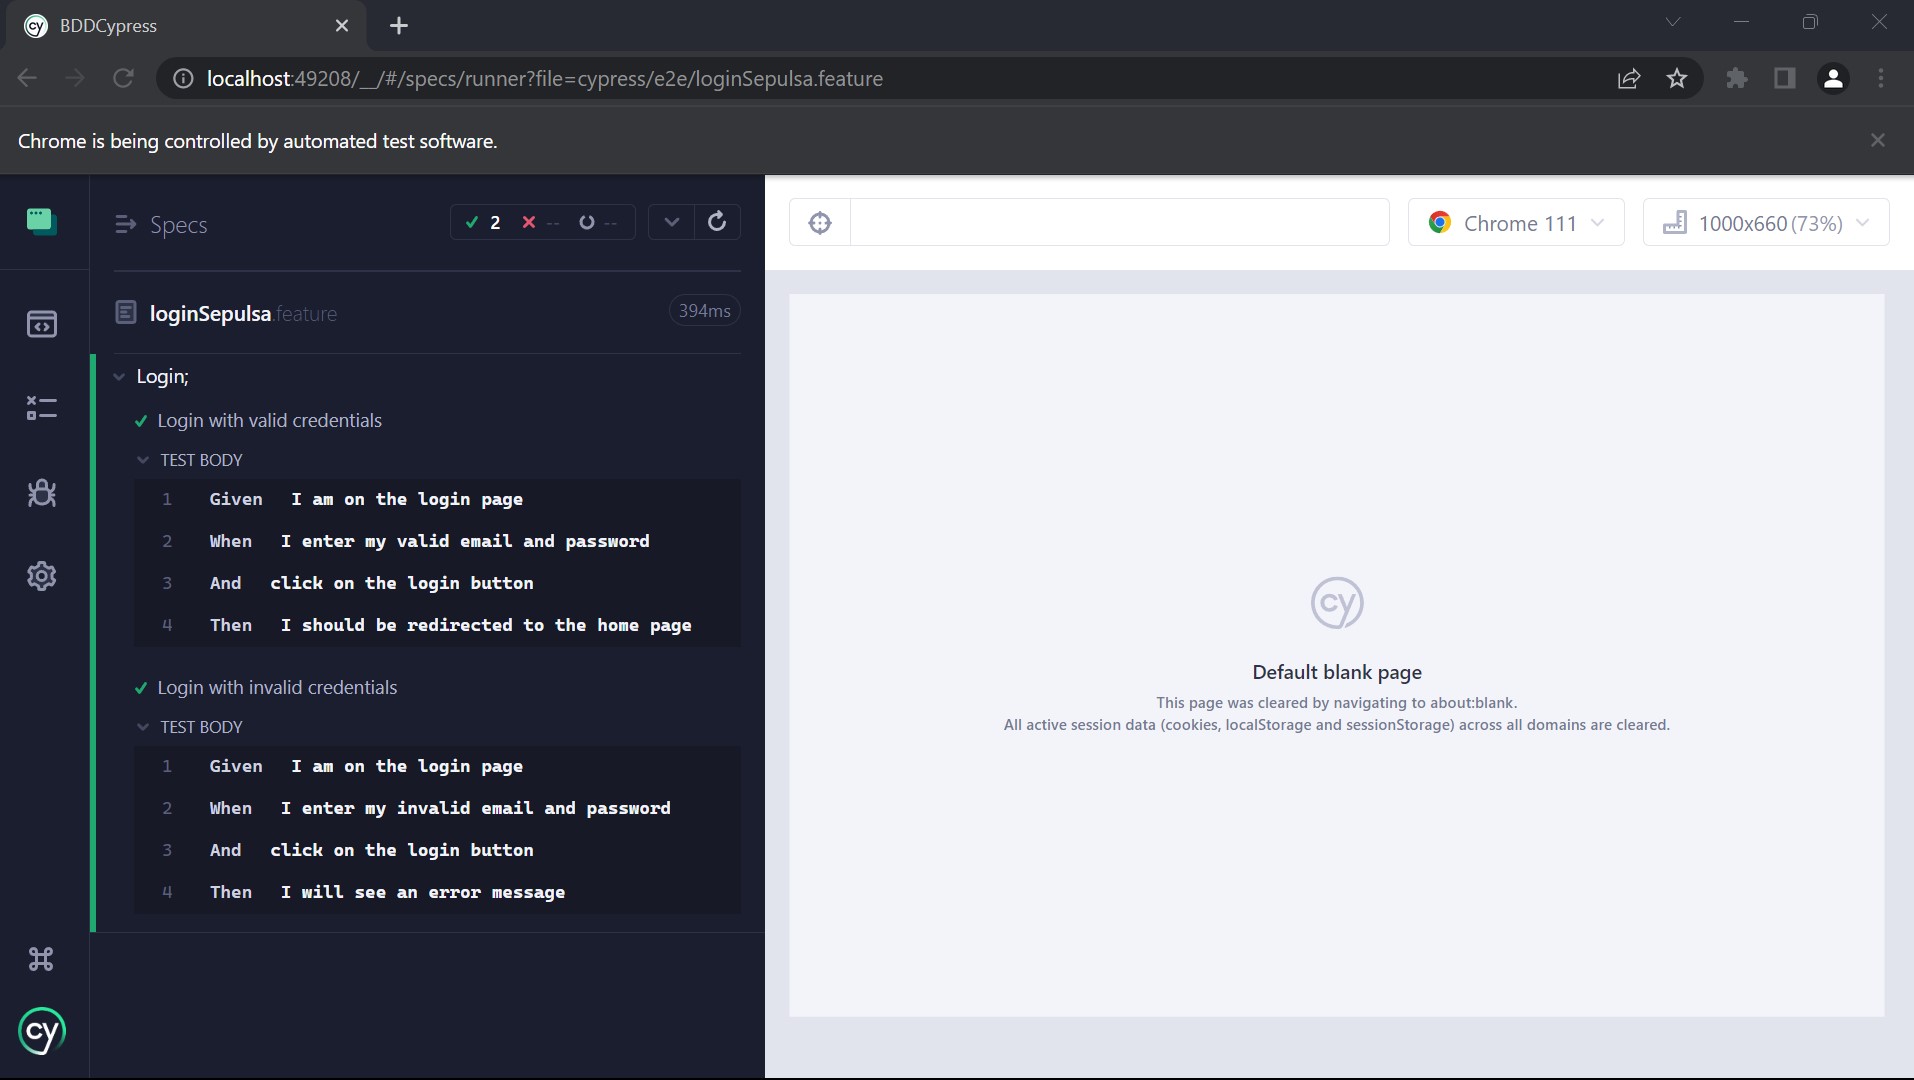 cy BDDCypress
localhost:49208/__/#/specs/runner?file=cypress/e2e/loginSepulsa.feature
Chrome is being controlled by automated test software.
Specs 2 -- --
Chrome 111 1000x660 (73%)
loginSepulsa.feature 394ms
Login;
Login with valid credentials
TEST BODY
1 Given I am on the login page
2 When I enter my valid email and password
3 And click on the login button
4 Then I should be redirected to the home page
Login with invalid credentials
TEST BODY
1 Given I am on the login page
2 When I enter my invalid email and password
3 And click on the login button
4 Then I will see an error message
cy
cy
Default blank page
This page was cleared by navigating to about:blank.
All active session data (cookies, localStorage and sessionStorage) across all domains are cleared.